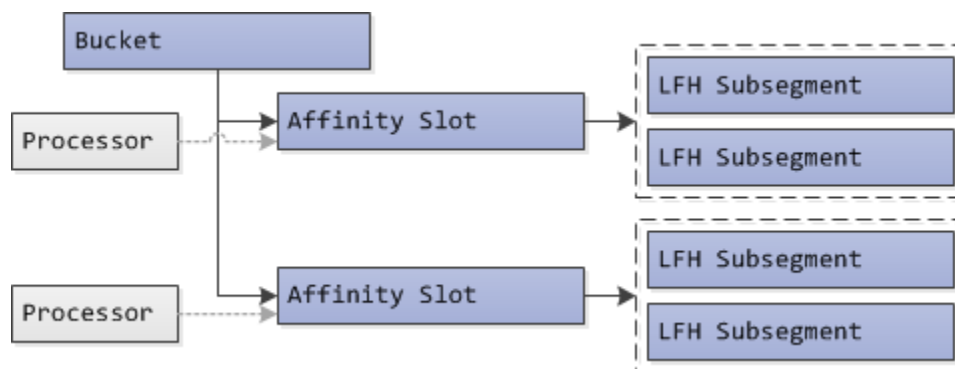 Bucket
LFH Subsegment
Processor
Affinity Slot
LFH Subsegment
LFH Subsegment
Processor
Affinity Slot
LFH Subsegment